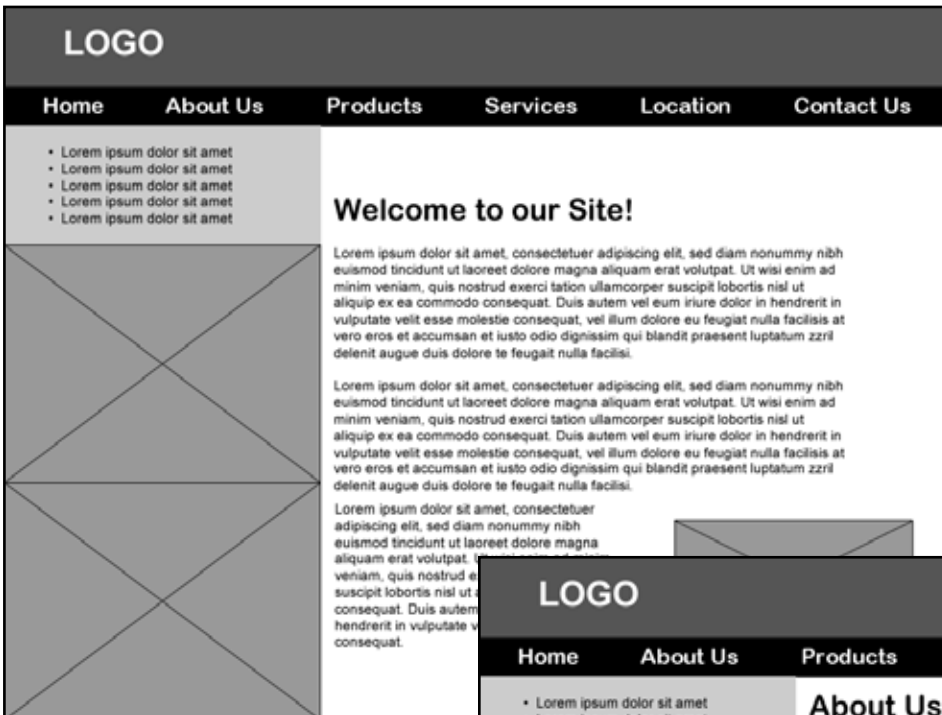 LOGO
Home About Us Products Services Location Contact Us
• Lorem ipsum dolor sit amet
• Lorem ipsum dolor sit amet
• Lorem ipsum dolor sit amet
• Lorem ipsum dolor sit amet
• Lorem ipsum dolor sit amet
Welcome to our Site!
Lorem ipsum dolor sit amet, consectetuer adipiscing elit, sed diam nonummy nibh
euismod tincidunt ut laoreet dolore magna aliquam erat volutpat. Ut wisi enim ad
minim veniam, quis nostrud exerci tation ullamcorper suscipit lobortis nisl ut
aliquip ex ea commodo consequat. Duis autem vel eum iriure dolor in hendrerit in
vulputate velit esse molestie consequat, vel illum dolore eu feugiat nulla facilisis at
vero eros et accumsan et iusto odio dignissim qui blandit praesent luptatum zzril
delenit augue duis dolore te feugait nulla facilisi.
Lorem ipsum dolor sit amet, consectetuer adipiscing elit, sed diam nonummy nibh
euismod tincidunt ut laoreet dolore magna aliquam erat volutpat. Ut wisi enim ad
minim veniam, quis nostrud exerci tation ullamcorper suscipit lobortis nisl ut
aliquip ex ea commodo consequat. Duis autem vel eum iriure dolor in hendrerit in
vulputate velit esse molestie consequat, vel illum dolore eu feugiat nulla facilisis at
vero eros et accumsan et iusto odio dignissim qui blandit praesent luptatum zzril
delenit augue duis dolore te feugait nulla facilisi.
Lorem ipsum dolor sit amet, consectetuer
adipiscing elit, sed diam nonummy nibh
euismod tincidunt ut laoreet dolore magna
aliquam erat volutpat.
veniam, quis nostrud
suscipit lobortis nisl ut
consequat. Duis autem
hendrerit in vulputate
consequat.
LOGO
Home About Us Products
• Lorem ipsum dolor sit amet
About Us